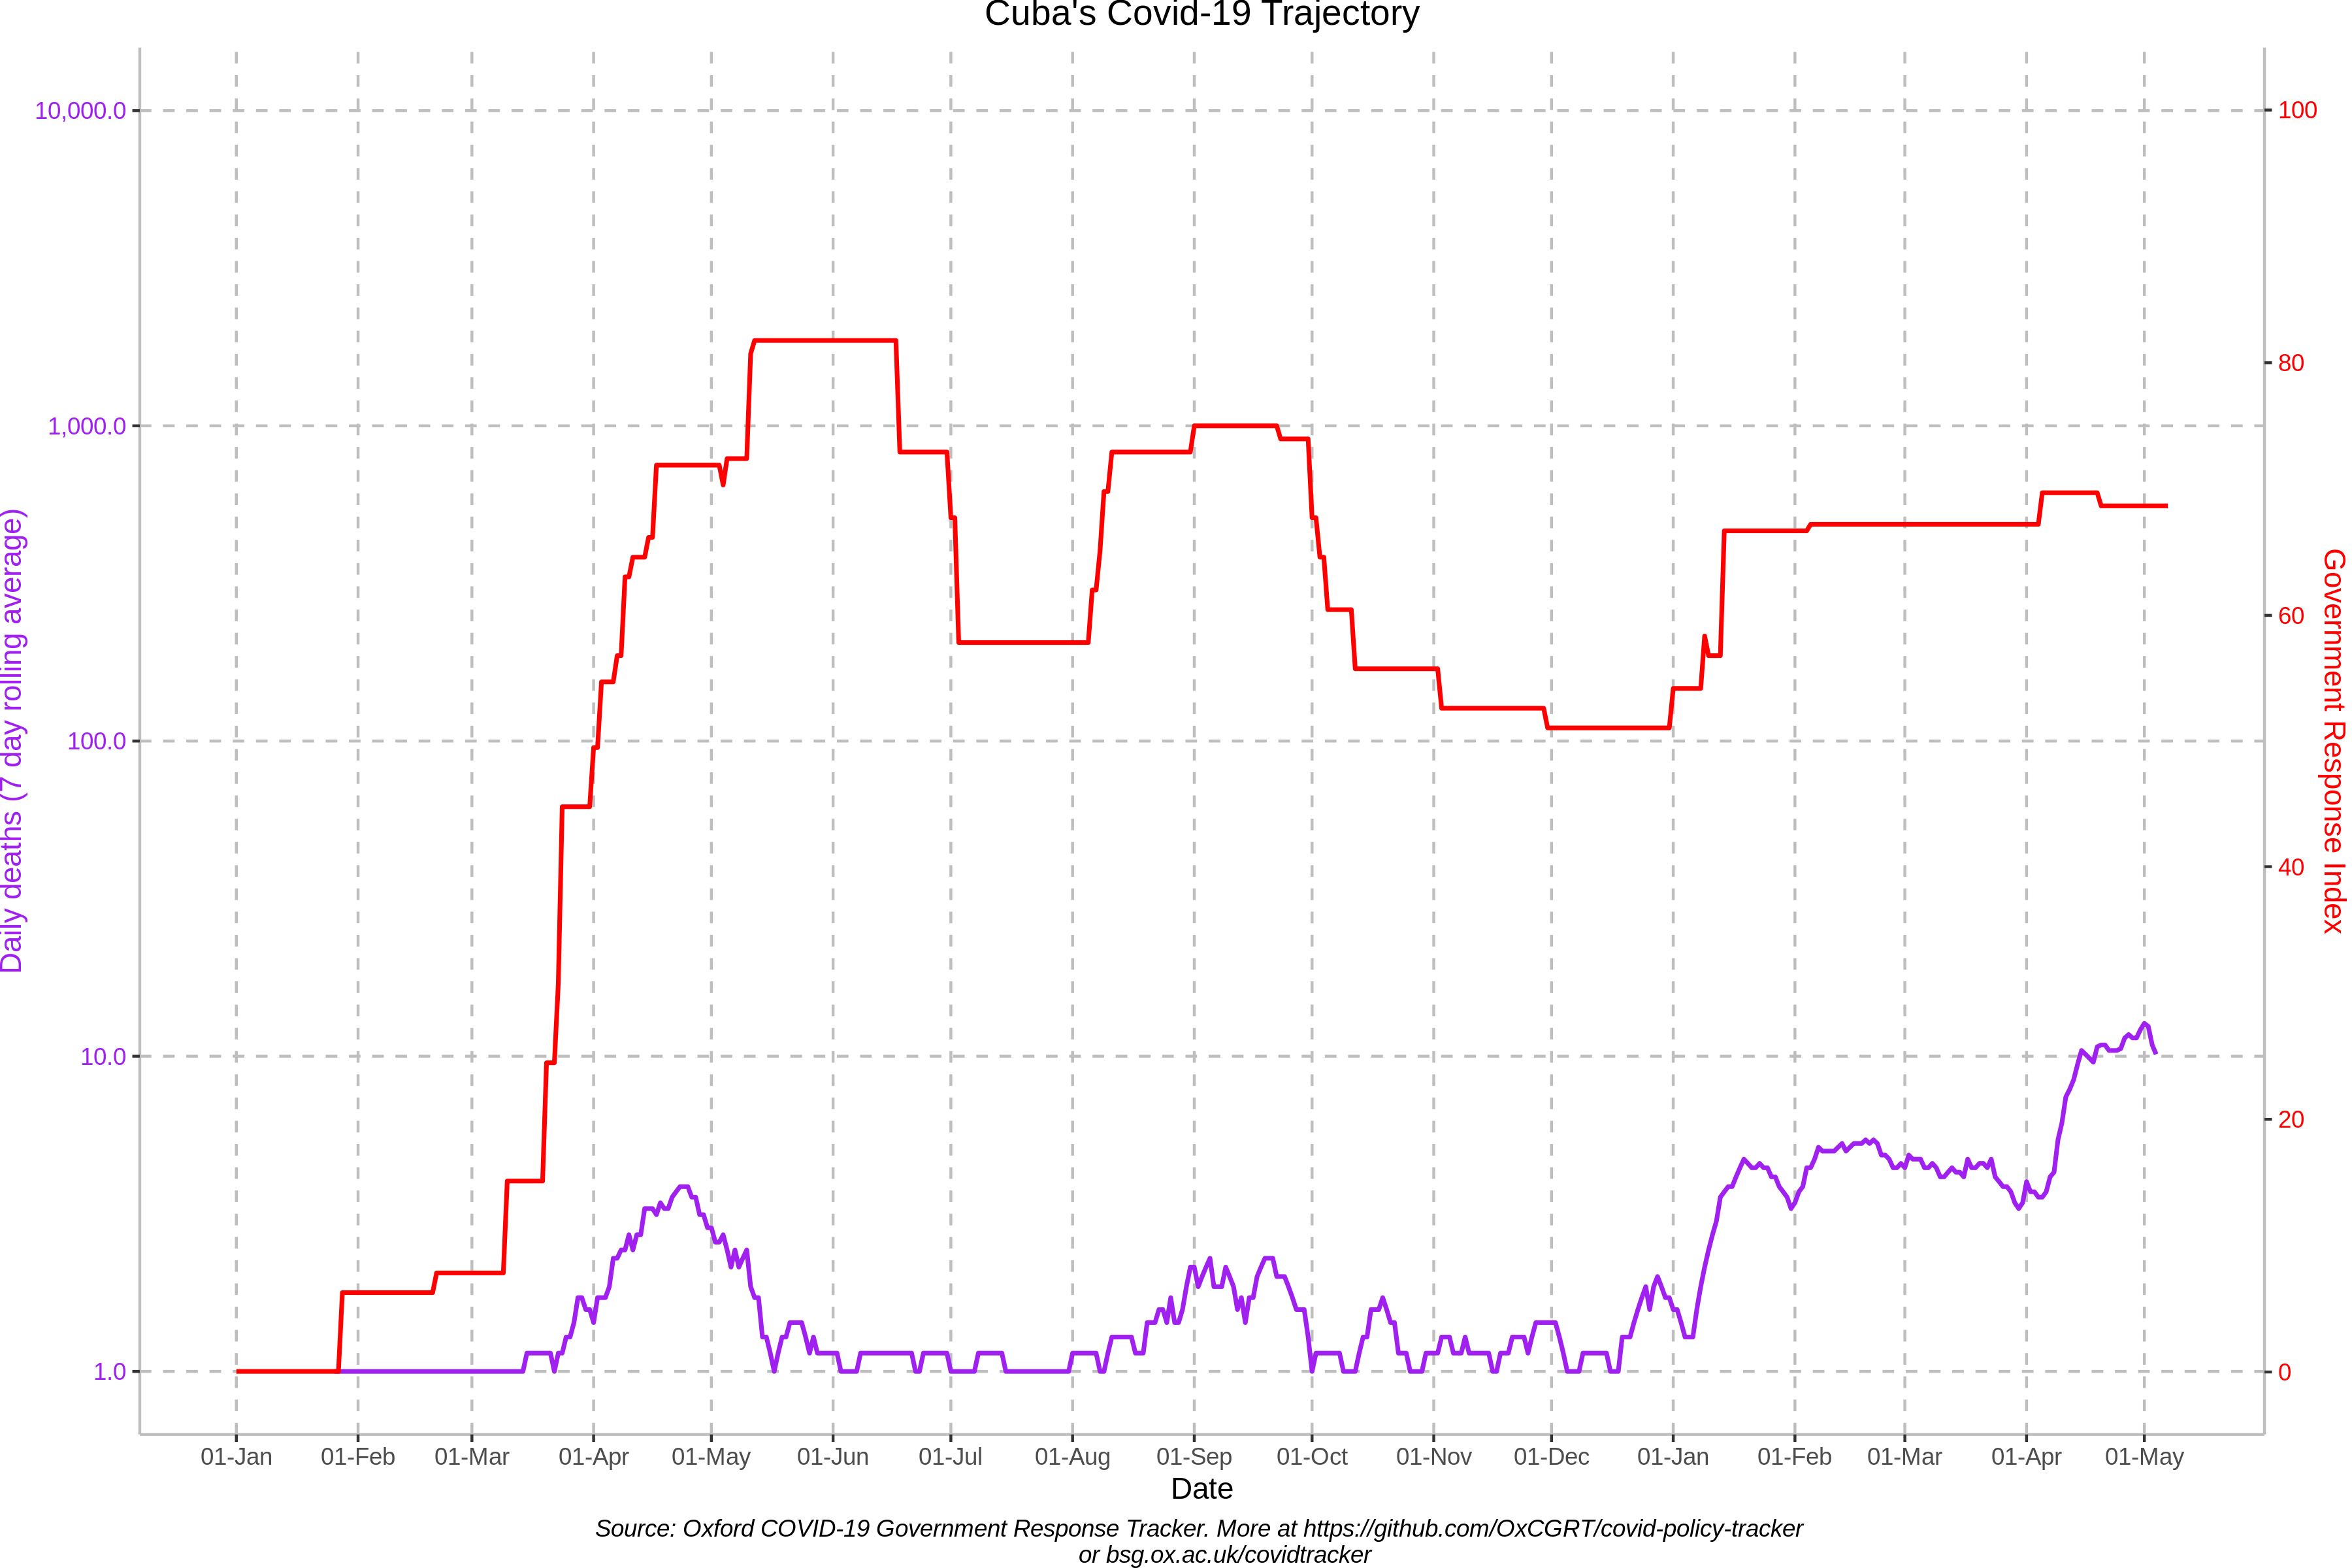 Cuba's Covid-19 Trajectory
10,000.0
1,000.0
100.0
10.0
1.0
Daily deaths (7 day rolling average)
100
80
60
40
20
0
Government Response Index
01-Jan 01-Feb 01-Mar 01-Apr 01-May 01-Jun 01-Jul 01-Aug 01-Sep 01-Oct 01-Nov 01-Dec 01-Jan 01-Feb 01-Mar 01-Apr 01-May
Date
Source: Oxford COVID-19 Government Response Tracker. More at https://github.com/OxCGRT/covid-policy-tracker
or bsg.ox.ac.uk/covidtracker